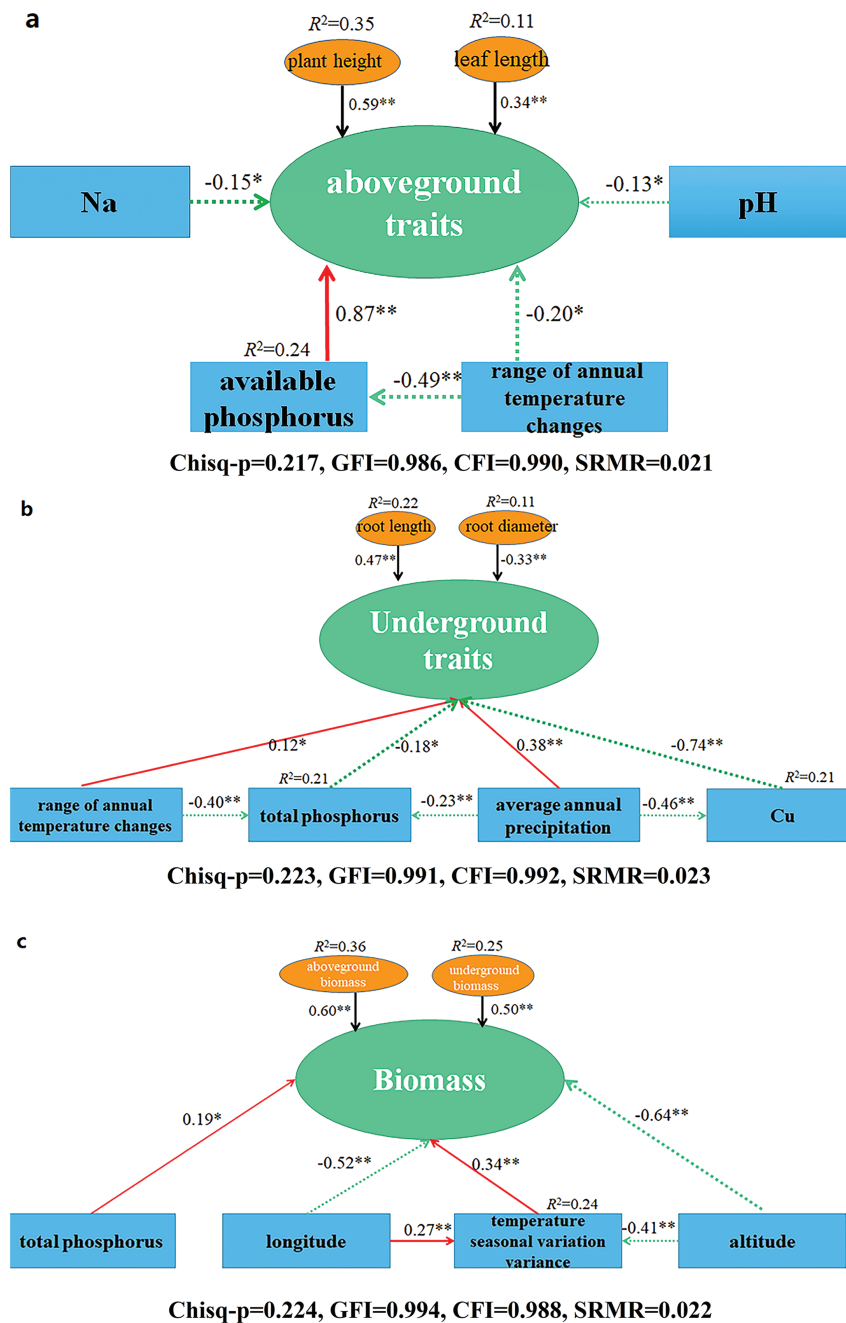 a
R²=0.35
R²=0.11
plant height
leaf length
0.59**
0.34**
Na
-0.15*
aboveground
traits
-0.13*
pH
0.87**
-0.20*
R²=0.24
available
phosphorus
-0.49**
range of annual
temperature
changes
Chisq-p=0.217, GFI=0.986, CFI=0.990, SRMR=0.021
b
R²=0.22
R²=0.11
root length
root diameter
0.47**
-0.33**
Underground
traits
0.12*
-0.18*
0.38**
-0.74**
R²=0.21
R²=0.21
range of annual
temperature changes
-0.40**
total phosphorus
-0.23**
average annual
precipitation
-0.46**
Cu
Chisq-p=0.223, GFI=0.991, CFI=0.992, SRMR=0.023
c
R²=0.36
R²=0.25
aboveground
biomass
underground
biomass
0.60**
0.50**
Biomass
0.19*
-0.52**
0.34**
-0.64**
R²=0.24
total phosphorus
longitude
0.27**
temperature
seasonal variation
variance
-0.41**
altitude
Chisq-p=0.224, GFI=0.994, CFI=0.988, SRMR=0.022